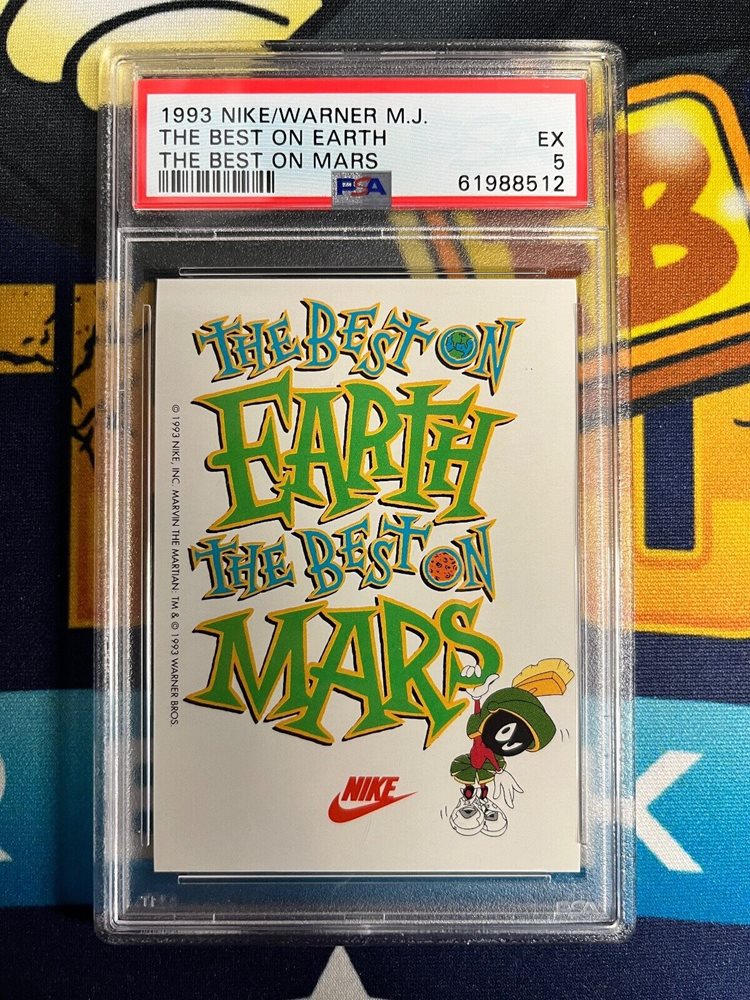 1993 NIKE/WARNER M.J.
THE BEST ON EARTH EX
THE BEST ON MARS 5
PSA 61988512
THE BEST ON
EARTH
THE BEST ON
MARS
NIKE
© 1993 NIKE, INC. MARVIN THE MARTIAN: TM & © 1993 WARNER BROS.
B
R
K
PSA